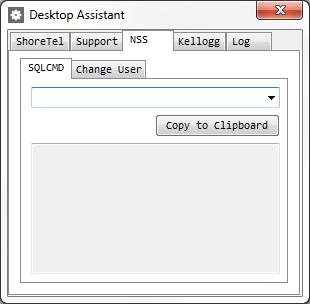 Desktop Assistant
ShoreTel Support NSS Kellogg Log
SQLCMD Change User
Copy to Clipboard